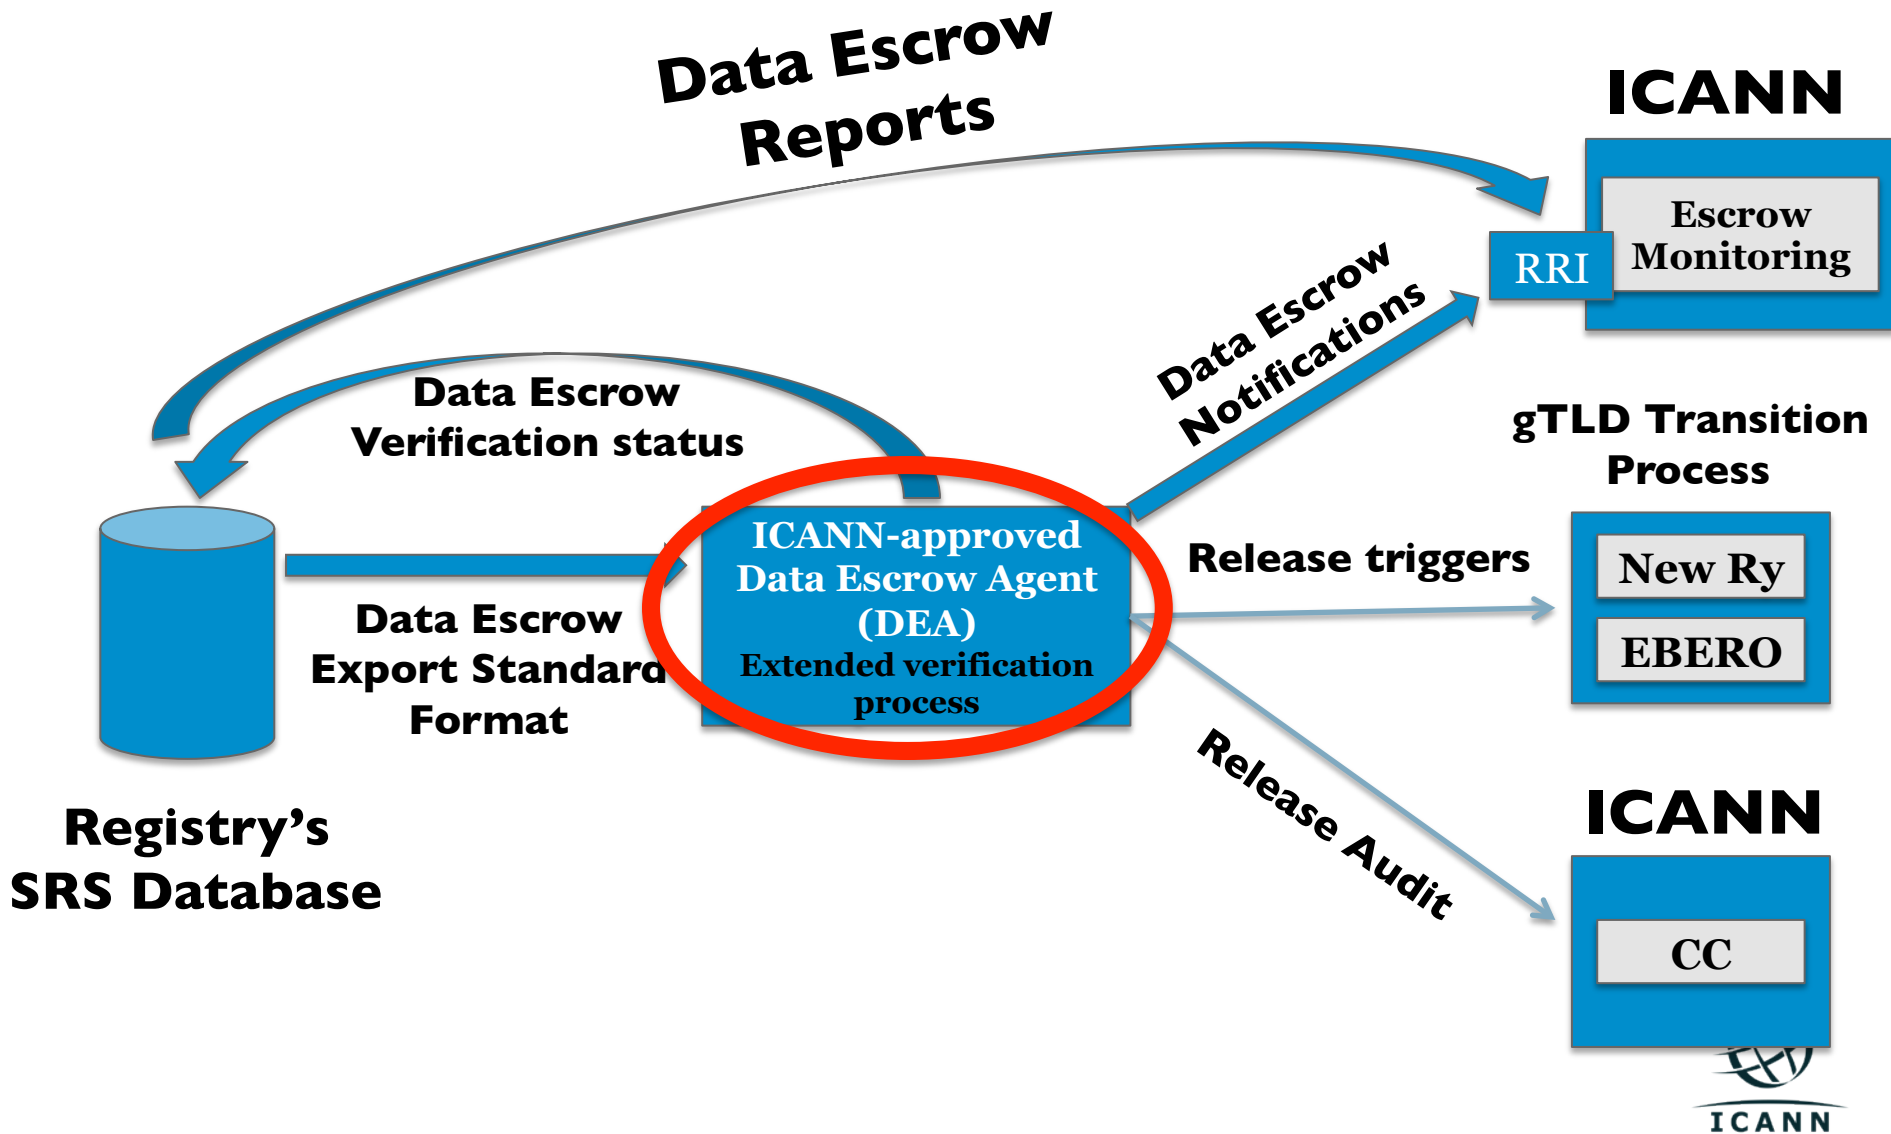 Data Escrow
Reports
ICANN
Escrow
Monitoring
RRI
Data Escrow
Notifications
Data Escrow
Verification status
gTLD Transition
Process
ICANN-approved
Data Escrow Agent
(DEA)
Extended verification
process
Release triggers
New Ry
EBERO
Data Escrow
Export Standard
Format
Release Audit
Registry’s
SRS Database
ICANN
CC
ICANN